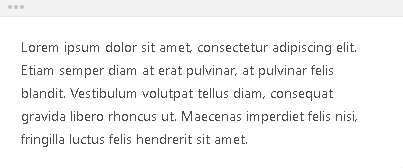 Lorem ipsum dolor sit amet, consectetur adipiscing elit.
Etiam semper diam at erat pulvinar, at pulvinar felis
blandit. Vestibulum volutpat tellus diam, consequat
gravida libero rhoncus ut. Maecenas imperdiet felis nisi,
fringilla luctus felis hendrerit sit amet.